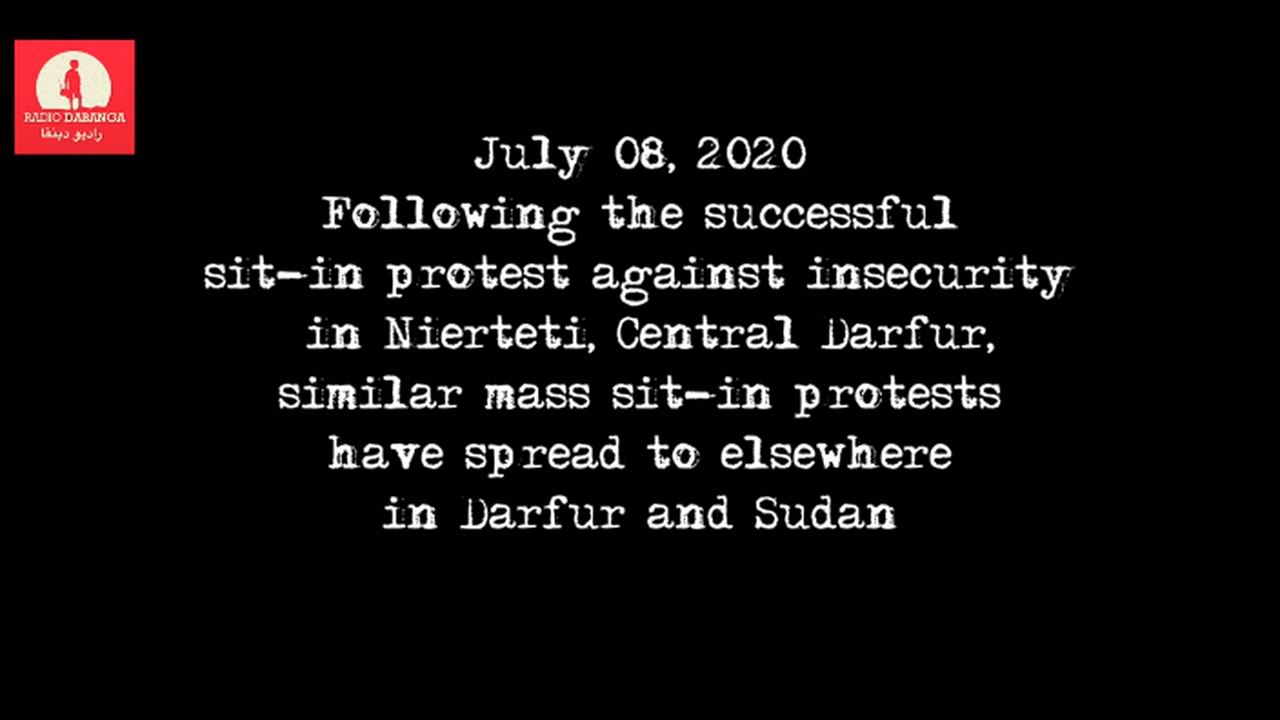 RADIO DABANGA
راديو دبنقا
July 08, 2020
Following the successful
sit-in protest against insecurity
in Nierteti, Central Darfur,
similar mass sit-in protests
have spread to elsewhere
in Darfur and Sudan